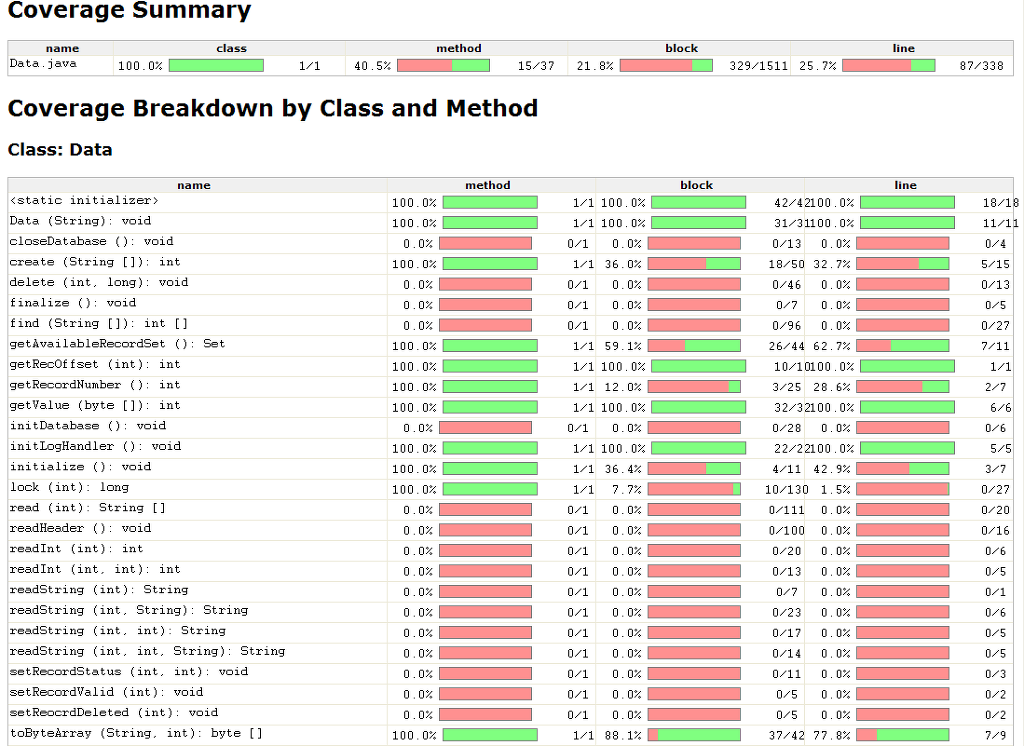 Coverage Summary
name class method block line
Data.java 100.0% 1/1 40.5% 15/37 21.8% 329/1511 25.7% 87/338
Coverage Breakdown by Class and Method
Class: Data
name method block line
<static initializer> 100.0% 1/1 100.0% 42/42 100.0% 18/18
Data (String): void 100.0% 1/1 100.0% 31/31 100.0% 11/11
closeDatabase (): void 0.0% 0/1 0.0% 0/13 0.0% 0/4
create (String []): int 100.0% 1/1 36.0% 18/50 32.7% 5/15
delete (int, long): void 0.0% 0/1 0.0% 0/46 0.0% 0/13
finalize (): void 0.0% 0/1 0.0% 0/7 0.0% 0/5
find (String []): int [] 0.0% 0/1 0.0% 0/96 0.0% 0/27
getAvailableRecordSet (): Set 100.0% 1/1 59.1% 26/44 62.7% 7/11
getRecOffset (int): int 100.0% 1/1 100.0% 10/10 100.0% 1/1
getRecordNumber (): int 100.0% 1/1 12.0% 3/25 28.6% 2/7
getValue (byte []): int 100.0% 1/1 100.0% 32/32 100.0% 6/6
initDatabase (): void 0.0% 0/1 0.0% 0/28 0.0% 0/6
initLogHandler (): void 100.0% 1/1 100.0% 22/22 100.0% 5/5
initialize (): void 100.0% 1/1 36.4% 4/11 42.9% 3/7
lock (int): long 100.0% 1/1 7.7% 10/130 1.5% 0/27
read (int): String [] 0.0% 0/1 0.0% 0/111 0.0% 0/20
readHeader (): void 0.0% 0/1 0.0% 0/100 0.0% 0/16
readInt (int): int 0.0% 0/1 0.0% 0/20 0.0% 0/6
readInt (int, int): int 0.0% 0/1 0.0% 0/13 0.0% 0/5
readString (int): String 0.0% 0/1 0.0% 0/7 0.0% 0/1
readString (int, String): String 0.0% 0/1 0.0% 0/23 0.0% 0/6
readString (int, int): String 0.0% 0/1 0.0% 0/17 0.0% 0/5
readString (int, int, String): String 0.0% 0/1 0.0% 0/14 0.0% 0/5
setRecordStatus (int, int): void 0.0% 0/1 0.0% 0/11 0.0% 0/3
setRecordValid (int): void 0.0% 0/1 0.0% 0/5 0.0% 0/2
setReocrdDeleted (int): void 0.0% 0/1 0.0% 0/5 0.0% 0/2
toByteArray (String, int): byte [] 100.0% 1/1 88.1% 37/42 77.8% 7/9